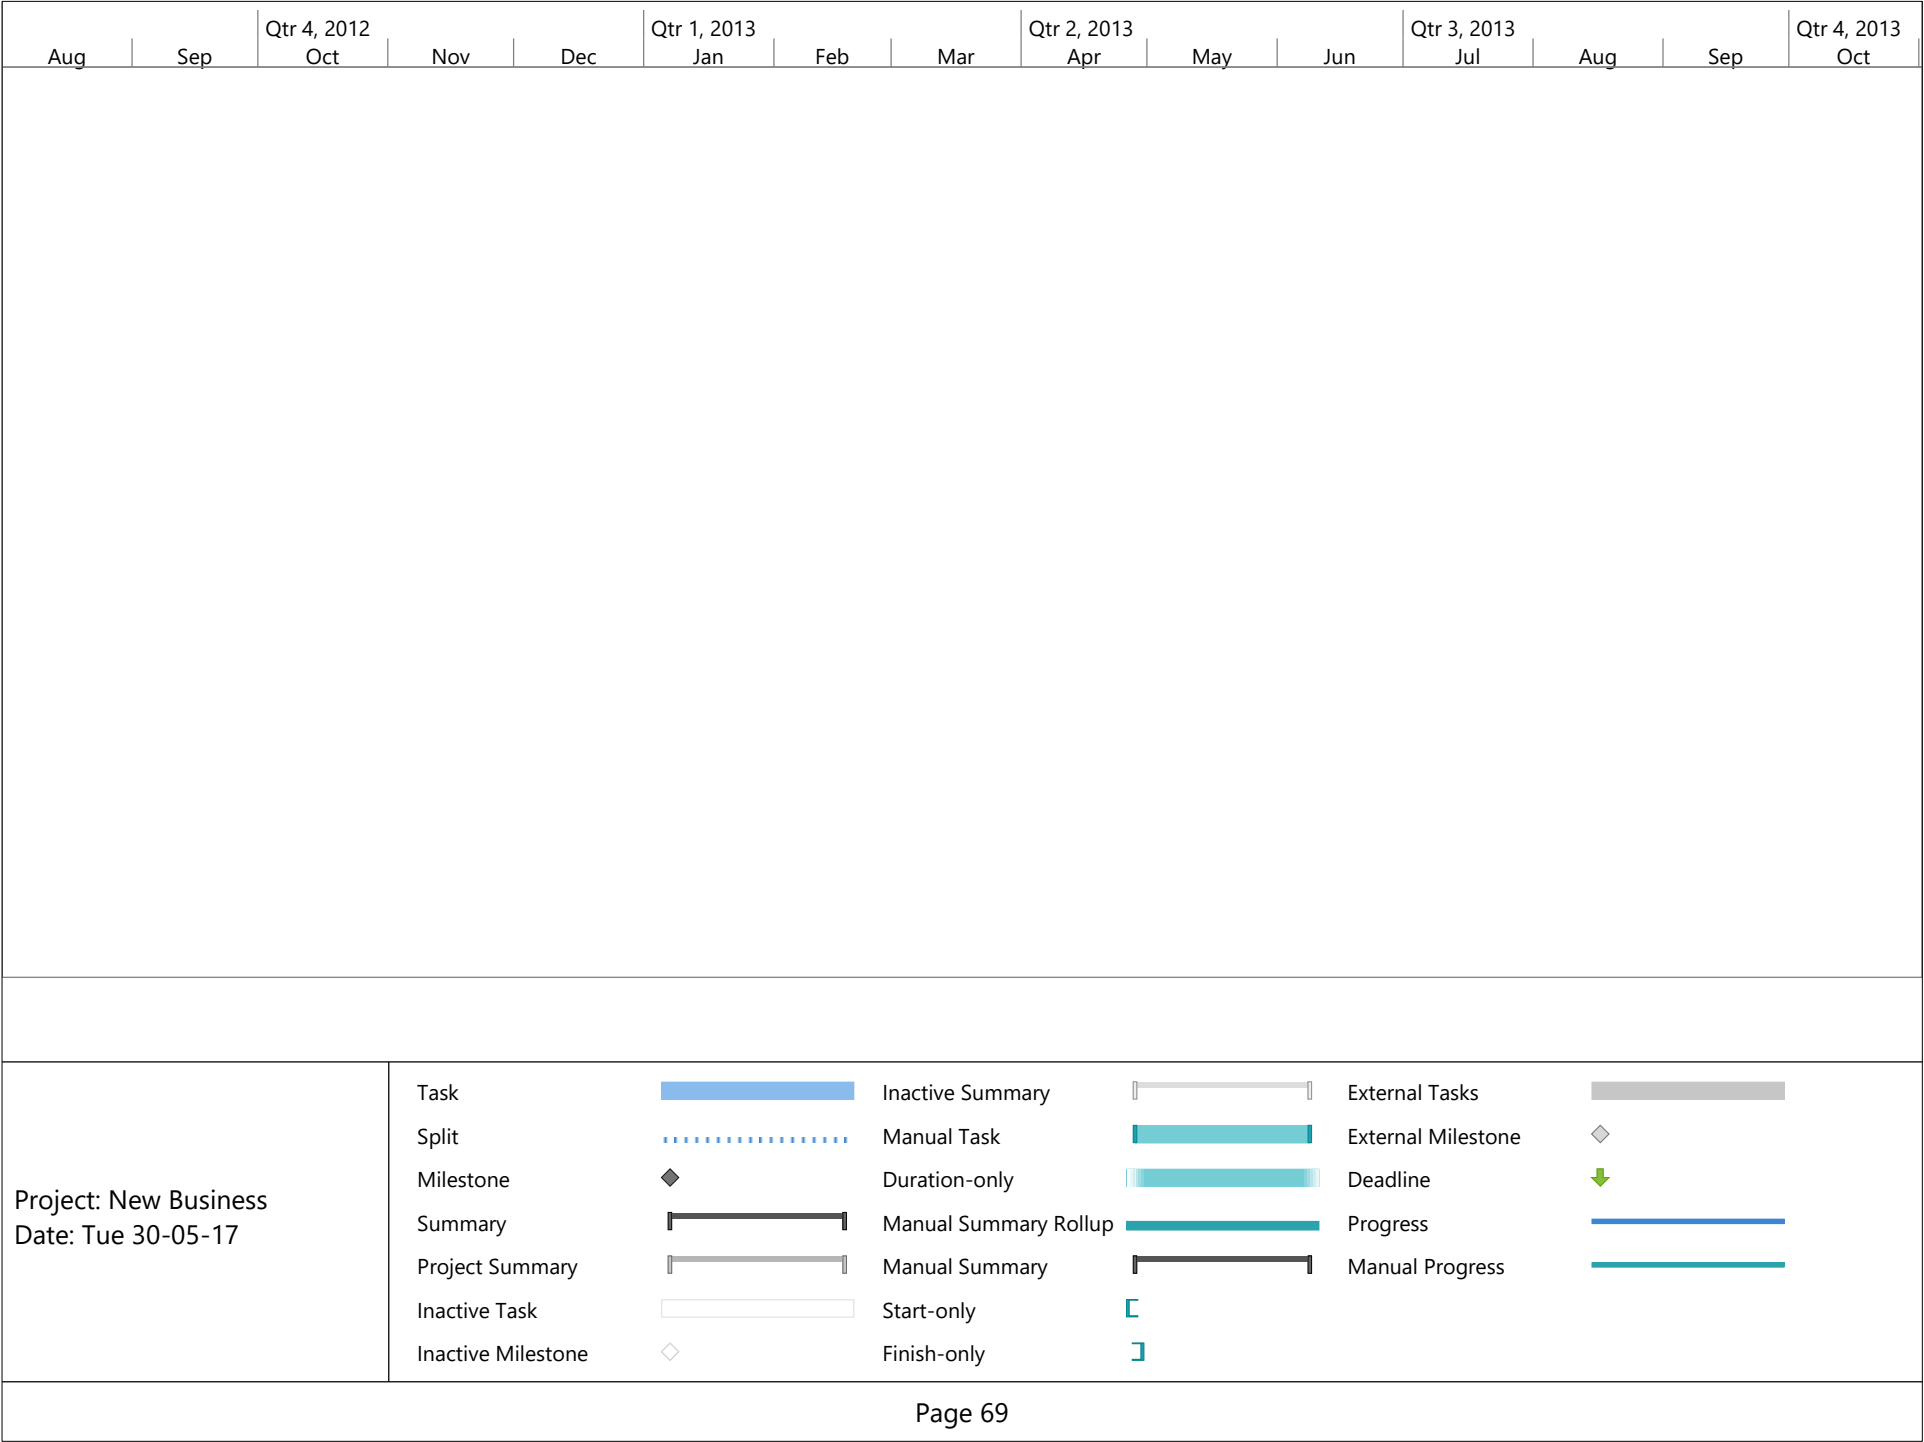 Qtr 4, 2012 Qtr 1, 2013 Qtr 2, 2013 Qtr 3, 2013 Qtr 4, 2013
Aug Sep Oct Nov Dec Jan Feb Mar Apr May Jun Jul Aug Sep Oct
Project: New Business
Date: Tue 30-05-17
Task
Split
Milestone
Summary
Project Summary
Inactive Task
Inactive Milestone
Inactive Summary
Manual Task
Duration-only
Manual Summary Rollup
Manual Summary
Start-only
Finish-only
External Tasks
External Milestone
Deadline
Progress
Manual Progress
Page 69